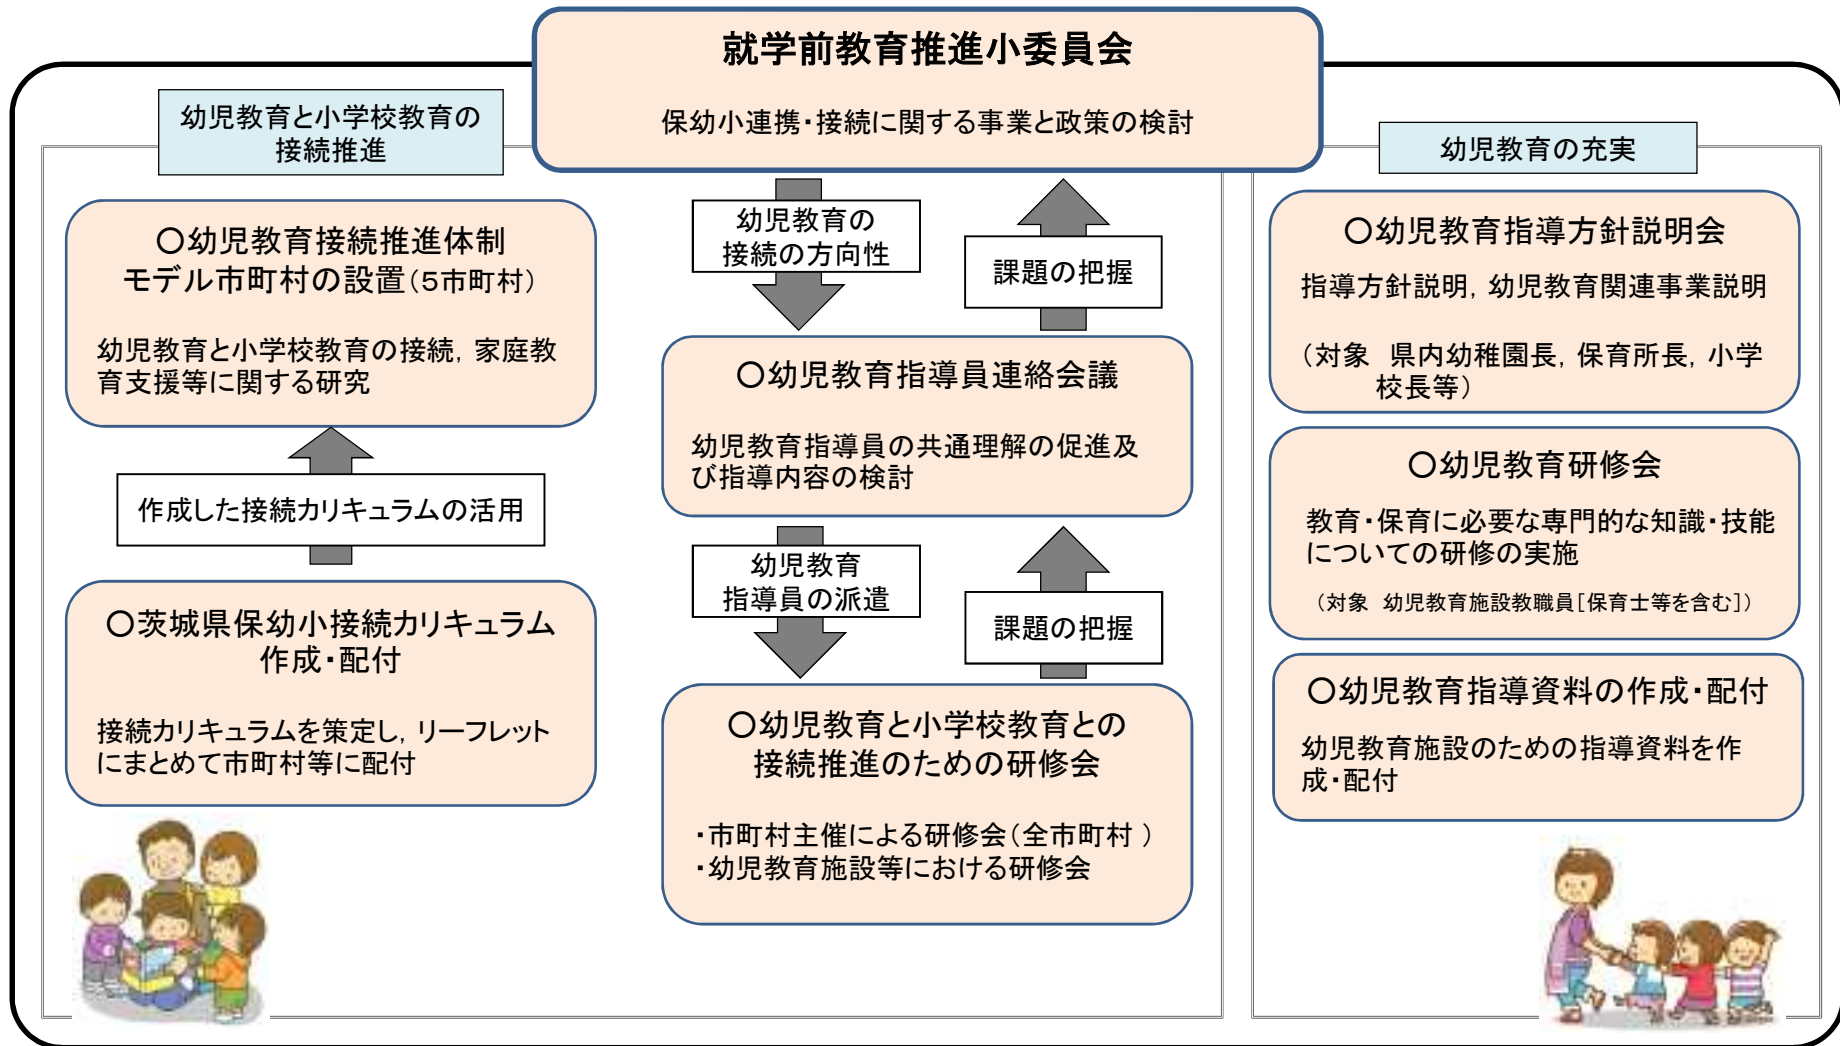 就学前教育推進小委員会
保幼小連携・接続に関する事業と政策の検討
幼児教育と小学校教育の
接続推進
〇幼児教育接続推進体制
モデル市町村の設置(5市町村)
幼児教育と小学校教育の接続,家庭教
育支援等に関する研究
作成した接続カリキュラムの活用
〇茨城県保幼小接続カリキュラム
作成・配付
接続カリキュラムを策定し,リーフレット
にまとめて市町村等に配付
幼児教育の
接続の方向性
課題の把握
〇幼児教育指導員連絡会議
幼児教育指導員の共通理解の促進及
び指導内容の検討
幼児教育
指導員の派遣
課題の把握
〇幼児教育と小学校教育との
接続推進のための研修会
・市町村主催による研修会(全市町村 )
・幼児教育施設等における研修会
幼児教育の充実
〇幼児教育指導方針説明会
指導方針説明,幼児教育関連事業説明
(対象 県内幼稚園長,保育所長,小学
校長等)
〇幼児教育研修会
教育・保育に必要な専門的な知識・技能
についての研修の実施
(対象 幼児教育施設教職員[保育士等を含む])
〇幼児教育指導資料の作成・配付
幼児教育施設のための指導資料を作
成・配付